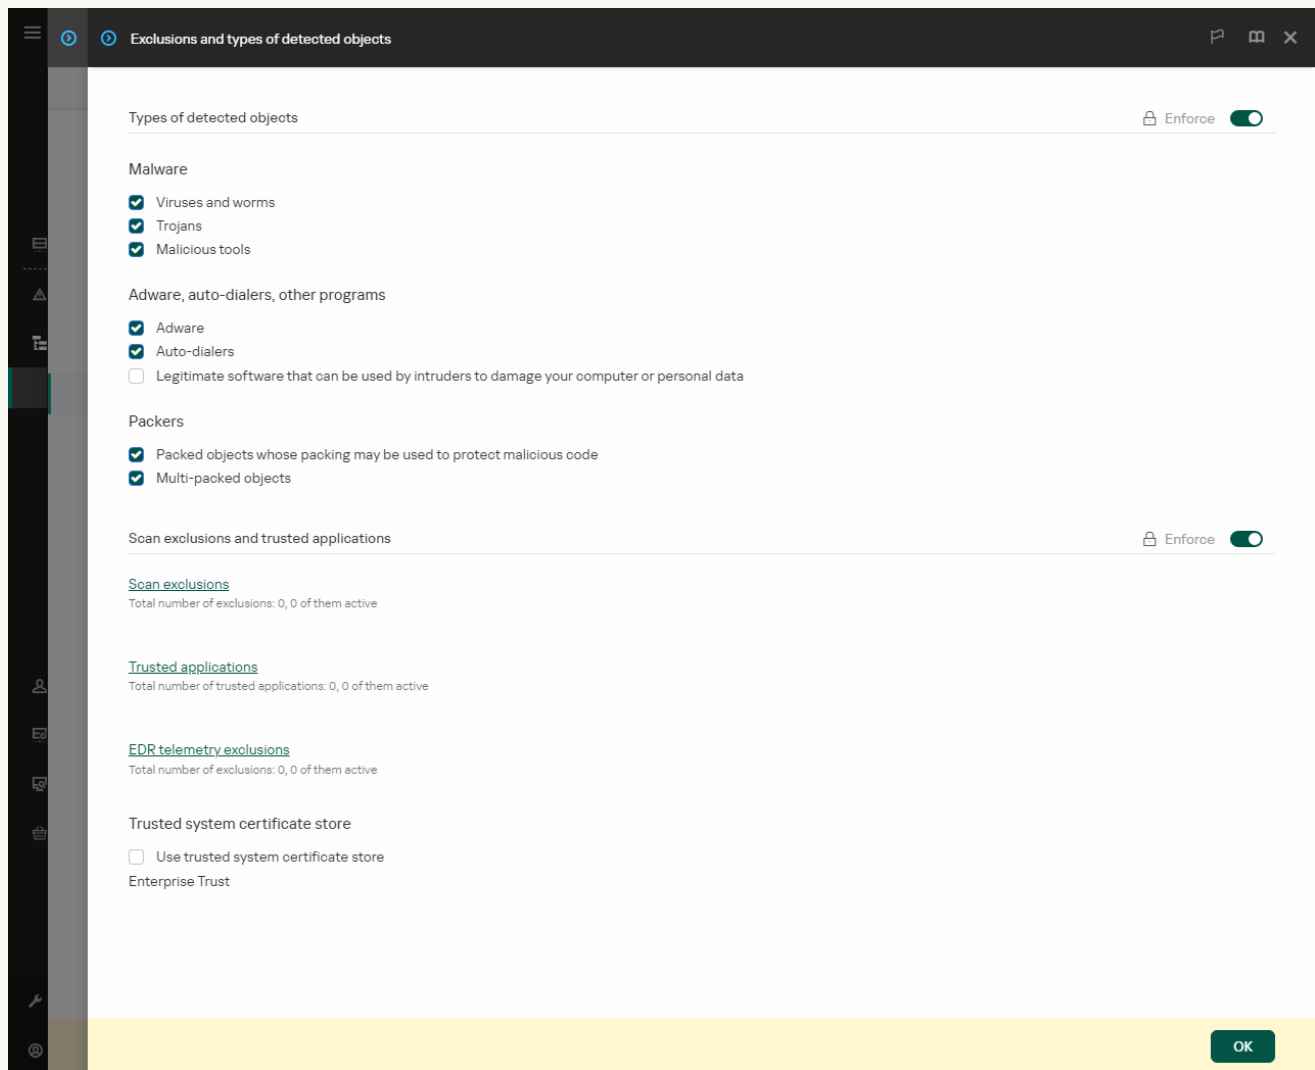 Exclusions and types of detected objects
Types of detected objects
Enforce
Malware
Viruses and worms
Trojans
Malicious tools
Adware, auto-dialers, other programs
Adware
Auto-dialers
Legitimate software that can be used by intruders to damage your computer or personal data
Packers
Packed objects whose packing may be used to protect malicious code
Multi-packed objects
Scan exclusions and trusted applications
Enforce
Scan exclusions
Total number of exclusions: 0, 0 of them active
Trusted applications
Total number of trusted applications: 0, 0 of them active
EDR telemetry exclusions
Total number of exclusions: 0, 0 of them active
Trusted system certificate store
Use trusted system certificate store
Enterprise Trust
OK